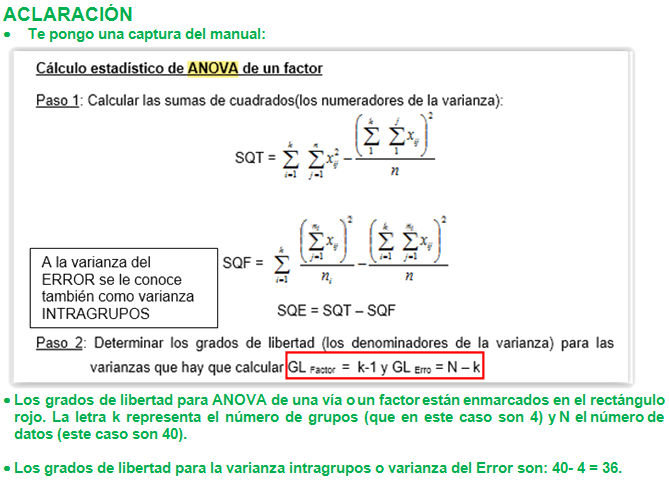 ACLARACIÓN
• Te pongo una captura del manual:
Cálculo estadístico de ANOVA de un factor
Paso 1: Calcular las sumas de cuadrados(los numeradores de la varianza):
SQT = \sum_{i=1}^{k} \sum_{j=1}^{n} x_{ij}^{2} - \frac{\left(\sum_{1}^{k} \sum_{1}^{j} x_{ij}\right)^{2}}{n}
SQF = \sum_{i=1}^{k} \frac{\left(\sum_{j=1}^{n_i} x_{ij}\right)^{2}}{n_i} - \frac{\left(\sum_{i=1}^{k} \sum_{j=1}^{n_i} x_{ij}\right)^{2}}{n}
A la varianza del
ERROR se le conoce
también como varianza
INTRAGRUPOS
SQE = SQT – SQF
Paso 2: Determinar los grados de libertad (los denominadores de la varianza) para las
varianzas que hay que calcular GL Factor = k-1 y GL Erro = N – k
• Los grados de libertad para ANOVA de una vía o un factor están enmarcados en el rectángulo
rojo. La letra k representa el número de grupos (que en este caso son 4) y N el número de
datos (este caso son 40).
• Los grados de libertad para la varianza intragrupos o varianza del Error son: 40- 4 = 36.